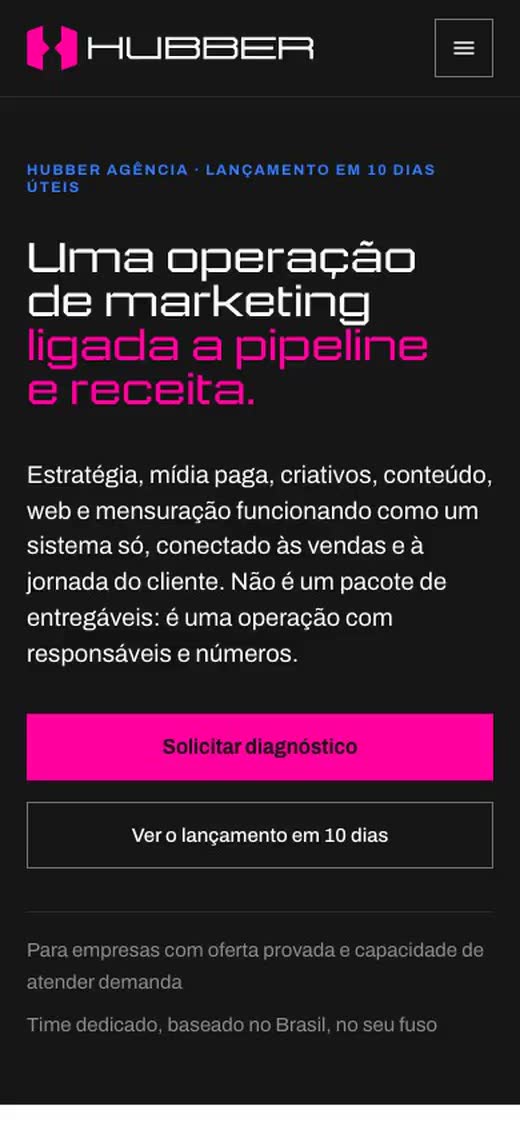 HUBBER
HUBBER AGÊNCIA · LANÇAMENTO EM 10 DIAS
ÚTEIS
Uma operação
de marketing
ligada a pipeline
e receita.
Estratégia, mídia paga, criativos, conteúdo,
web e mensuração funcionando como um
sistema só, conectado às vendas e à
jornada do cliente. Não é um pacote de
entregáveis: é uma operação com
responsáveis e números.
Solicitar diagnóstico
Ver o lançamento em 10 dias
Para empresas com oferta provada e capacidade de
atender demanda
Time dedicado, baseado no Brasil, no seu fuso